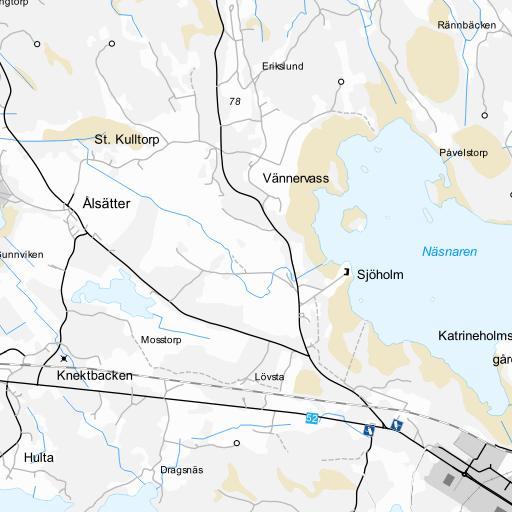 ngtorp
Rännbäcken
Erikslund
78
St. Kulltorp
Påvelstorp
Vännervass
Ålsätter
Näsnaren
Gunnviken
Sjöholm
Mosstorp
Katrineholms
gård
Knektbacken
Lövsta
52
Hulta
Dragsnäs